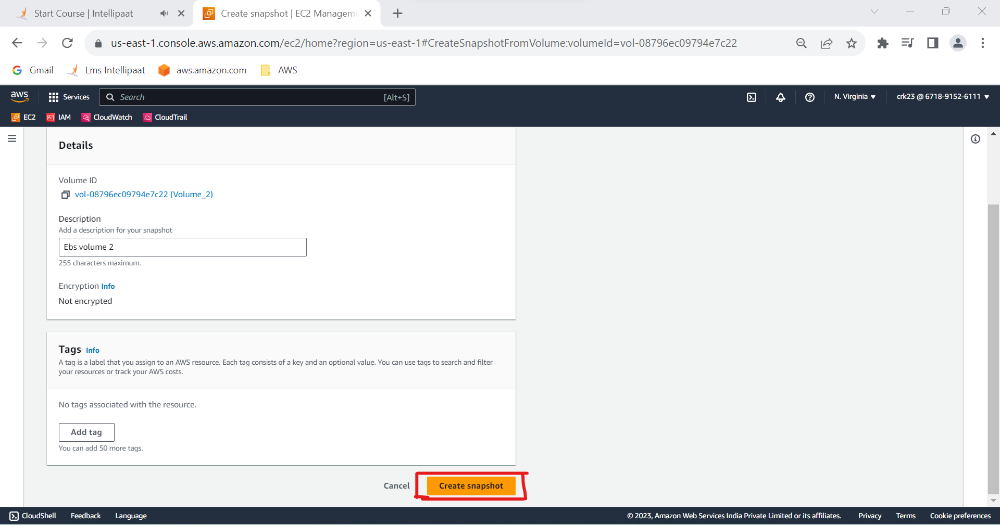 Start Course | Intellipaat
Create snapshot | EC2 Manageme
us-east-1.console.aws.amazon.com/ec2/home?region=us-east-1#CreateSnapshotFromVolume:volumeId=vol-08796ec09794e7c22
Gmail Lms Intellipaat aws.amazon.com AWS
aws Services Search [Alt+S] N. Virginia crk23 @ 6718-9152-6111
EC2 IAM CloudWatch CloudTrail
Details
Volume ID
vol-08796ec09794e7c22 (Volume_2)
Description
Add a description for your snapshot
Ebs volume 2
255 characters maximum.
Encryption Info
Not encrypted
Tags Info
A tag is a label that you assign to an AWS resource. Each tag consists of a key and an optional value. You can use tags to search and filter
your resources or track your AWS costs.
No tags associated with the resource.
Add tag
You can add 50 more tags.
Cancel Create snapshot
CloudShell Feedback Language © 2023, Amazon Web Services India Private Limited or its affiliates. Privacy Terms Cookie preferences